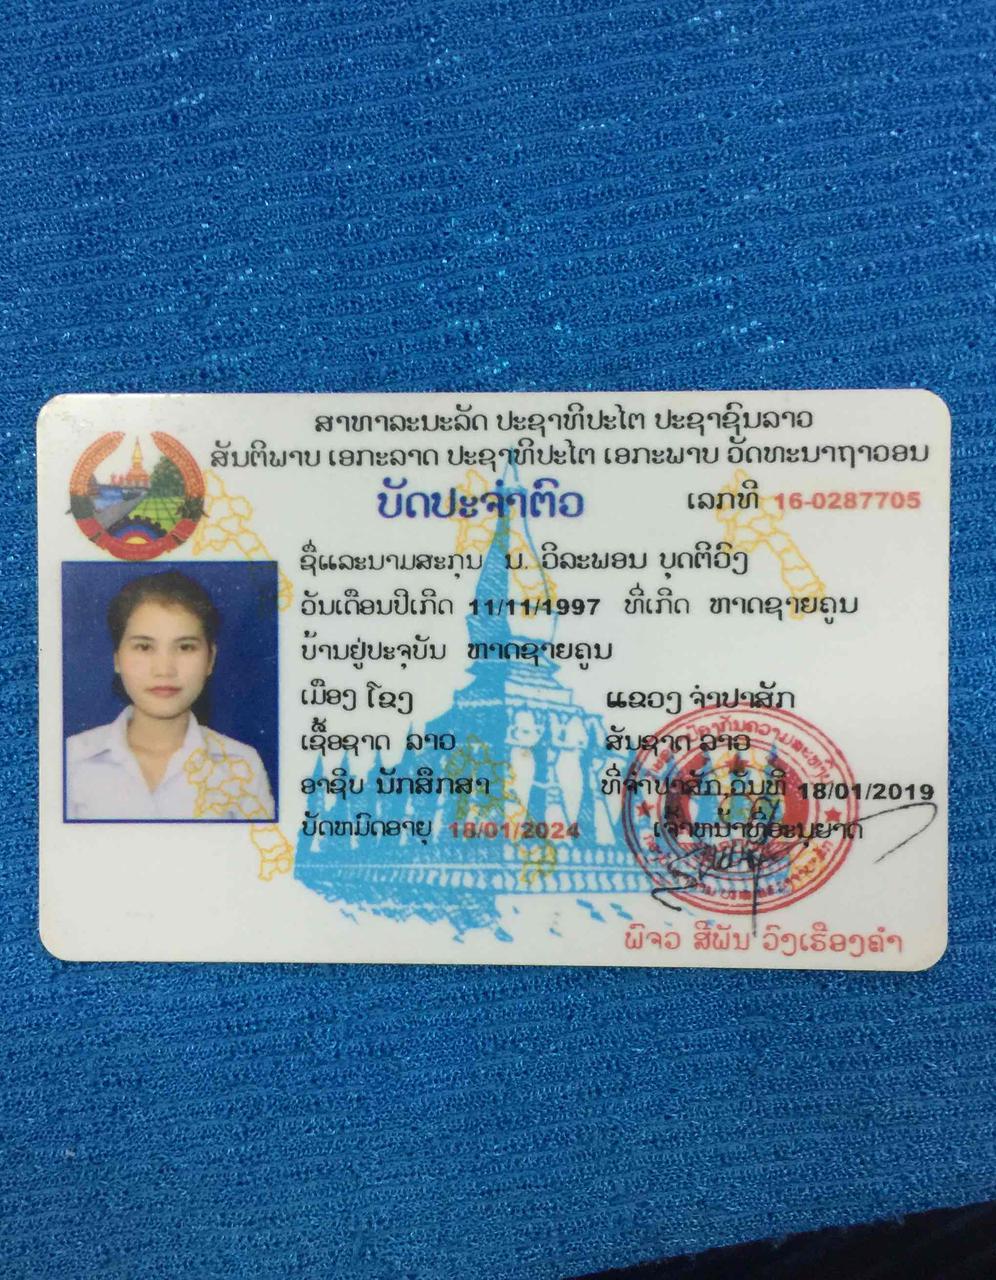 ສາທາລະນະລັດ ປະຊາທິປະໄຕ ປະຊາຊົນລາວ
ສັນຕິພາບ ເອກະລາດ ປະຊາທິປະໄຕ ເອກະພາບ ວັດທະນາຖາວອນ
ບັດປະຈຳຕົວ ເລກທີ 16-0287705
ຊື່ແລະນາມສະກຸນ ນ. ວິລະພອນ ບຸດຕິວົງ
ວັນເດືອນປີເກີດ 11/11/1997 ທີ່ເກີດ ຫາດຊາຍຄູນ
ບ້ານຢູ່ປະຈຸບັນ ຫາດຊາຍຄູນ
ເມືອງ ໂຂງ ແຂວງ ຈຳປາສັກ
ເຊື້ອຊາດ ລາວ ສັນຊາດ ລາວ
ອາຊິບ ນັກສຶກສາ ທີ່ຈຳປາສັກ,ວັນທີ 18/01/2019
ບັດຫມົດອາຍຸ 18/01/2024 ເຈົ້າຫນ້າທີ່ອະນຸຍາດ
ພົຈວ ສີພັນ ວົງເຮືອງຄຳ